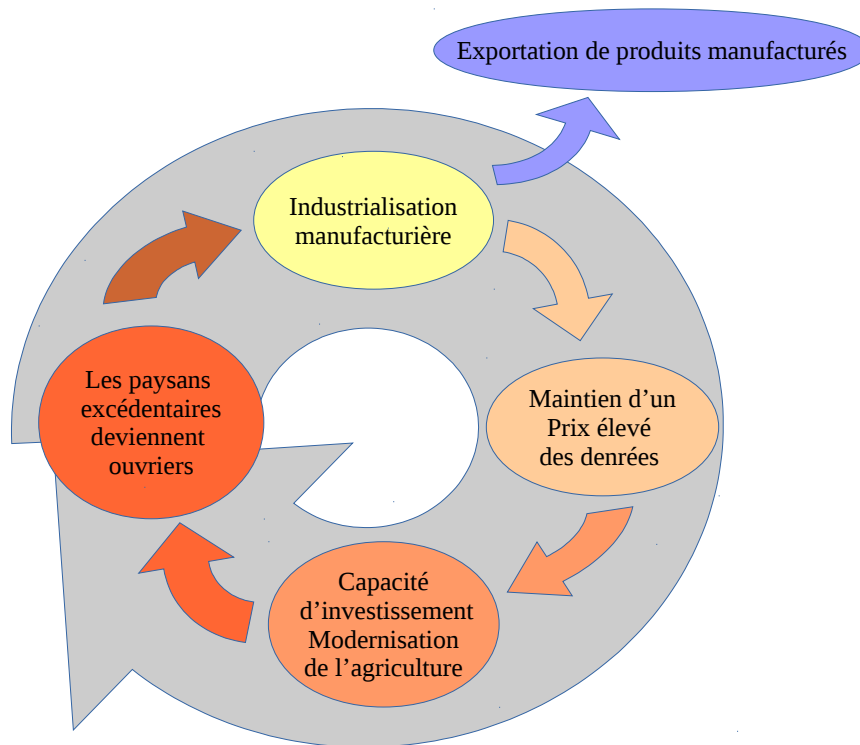 Exportation de produits manufacturés
Industrialisation
manufacturière
Maintien d'un
Prix élevé
des denrées
Capacité
d'investissement
Modernisation
de l'agriculture
Les paysans
excédentaires
deviennent
ouvriers